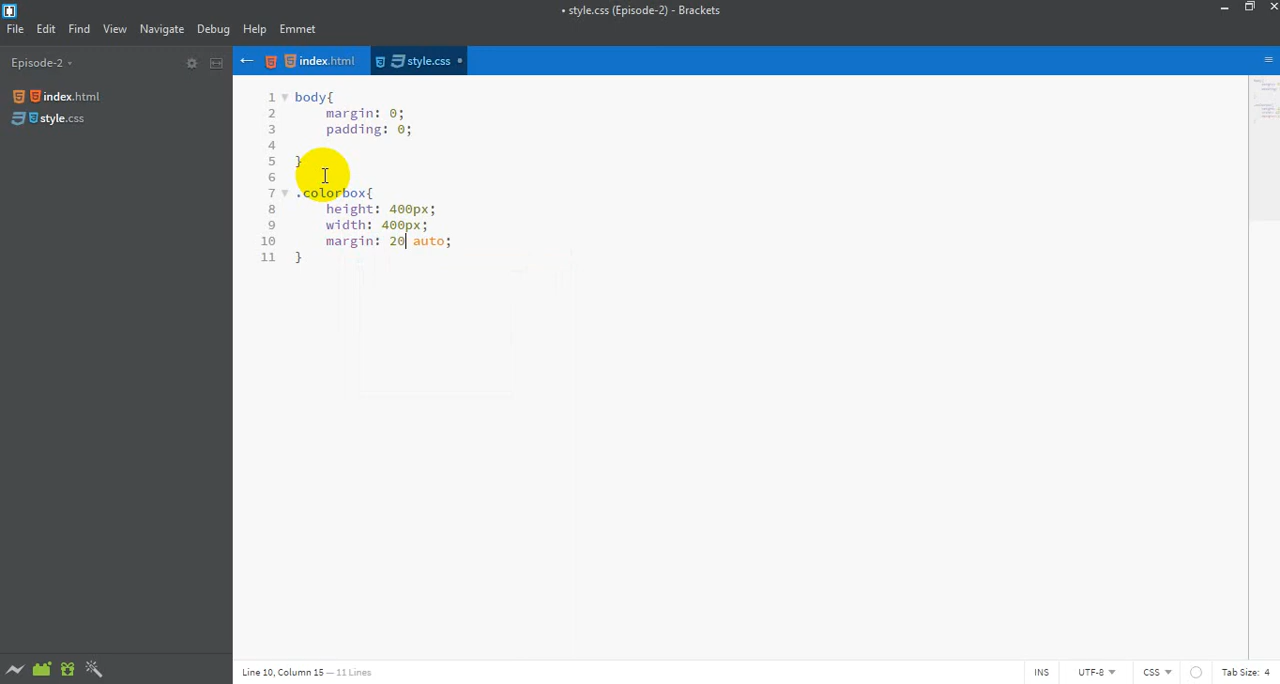 • style.css (Episode-2) - Brackets
File Edit Find View Navigate Debug Help Emmet
Episode-2
index.html style.css •
index.html
style.css
1 body{
2 margin: 0;
3 padding: 0;
4
5 }
6
7 .colorbox{
8 height: 400px;
9 width: 400px;
10 margin: 20 auto;
11 }
Line 10, Column 15 — 11 Lines
INS UTF-8 CSS Tab Size: 4